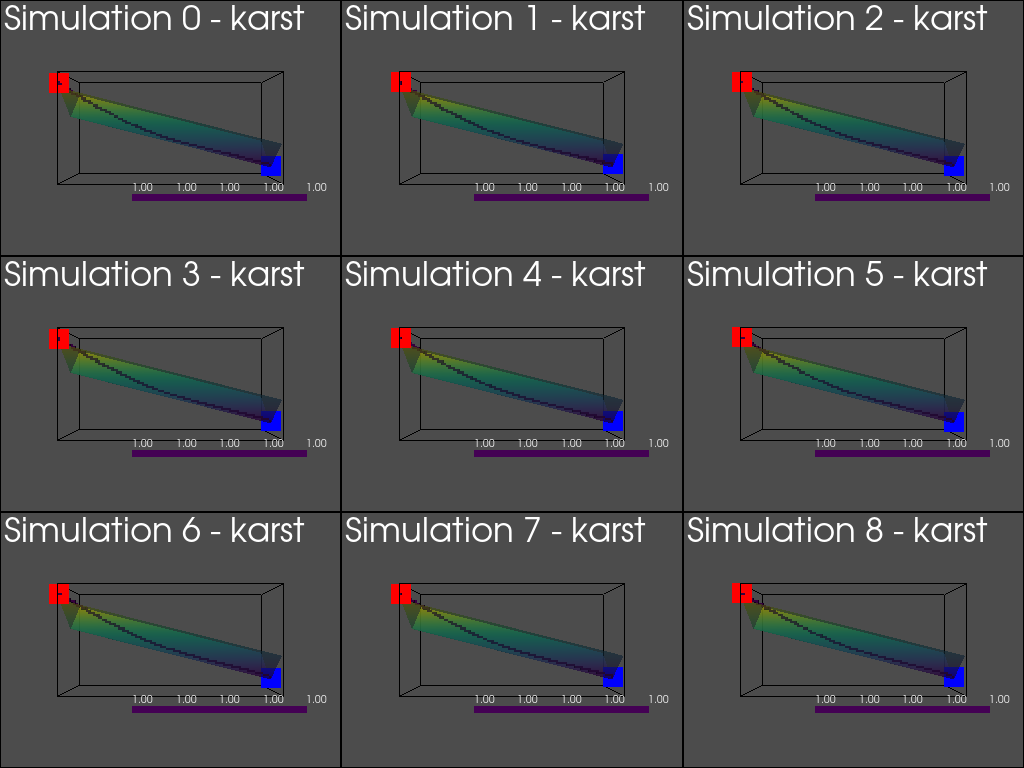 Simulation 0 - karst
Simulation 1 - karst
Simulation 2 - karst
1.00 1.00 1.00 1.00 1.00
1.00 1.00 1.00 1.00 1.00
1.00 1.00 1.00 1.00 1.00
Simulation 3 - karst
Simulation 4 - karst
Simulation 5 - karst
1.00 1.00 1.00 1.00 1.00
1.00 1.00 1.00 1.00 1.00
1.00 1.00 1.00 1.00 1.00
Simulation 6 - karst
Simulation 7 - karst
Simulation 8 - karst
1.00 1.00 1.00 1.00 1.00
1.00 1.00 1.00 1.00 1.00
1.00 1.00 1.00 1.00 1.00